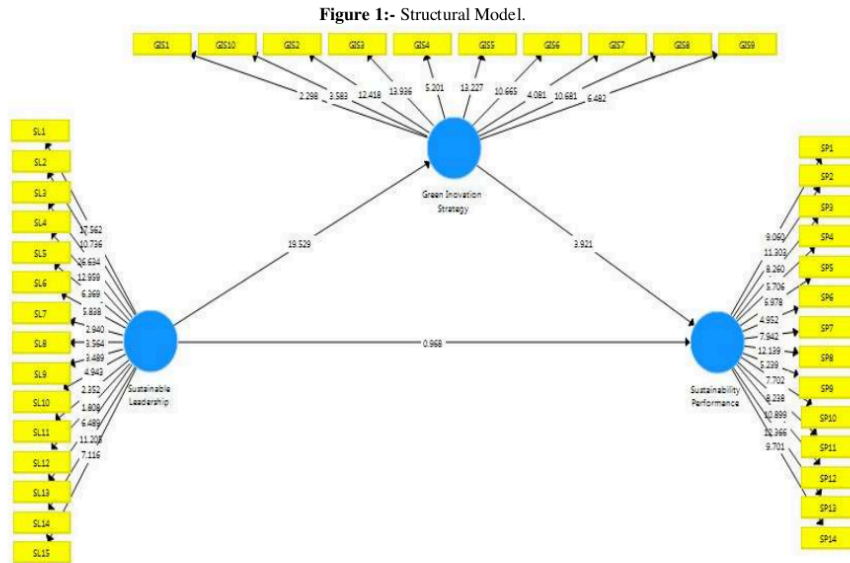 Figure 1:- Structural Model.
GIS1 GIS10 GIS2 GIS3 GIS4 GIS5 GIS6 GIS7 GIS8 GIS9
2.298 3.583 12.418 13.936 5.201 13.227 10.665 4.081 10.681 6.482
Green Inovation
Strategy
SL1
SL2
SL3
SL4
SL5
SL6
SL7
SL8
SL9
SL10
SL11
SL12
SL13
SL14
SL15
17.562
10.736
26.634
12.959
6.369
5.838
2.940
3.564
3.489
4.943
2.352
1.808
6.489
11.205
7.116
Sustainable
Leadership
19.529
3.921
0.968
Sustainability
Performance
9.060
11.303
8.260
5.706
5.978
4.952
7.942
12.139
5.239
7.702
8.238
10.899
12.366
9.701
SP1
SP2
SP3
SP4
SP5
SP6
SP7
SP8
SP9
SP10
SP11
SP12
SP13
SP14